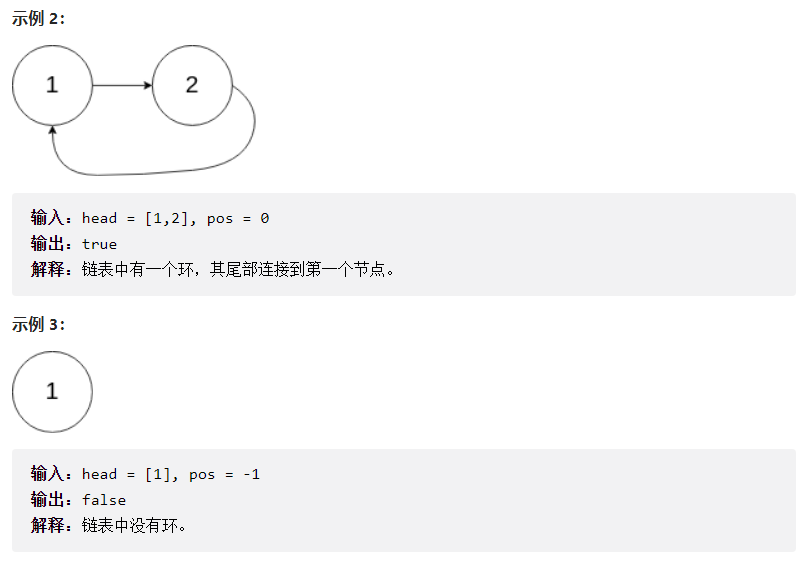 示例 2：
1
2
输入：head = [1,2], pos = 0
输出：true
解释：链表中有一个环，其尾部连接到第一个节点。
示例 3：
1
输入：head = [1], pos = -1
输出：false
解释：链表中没有环。